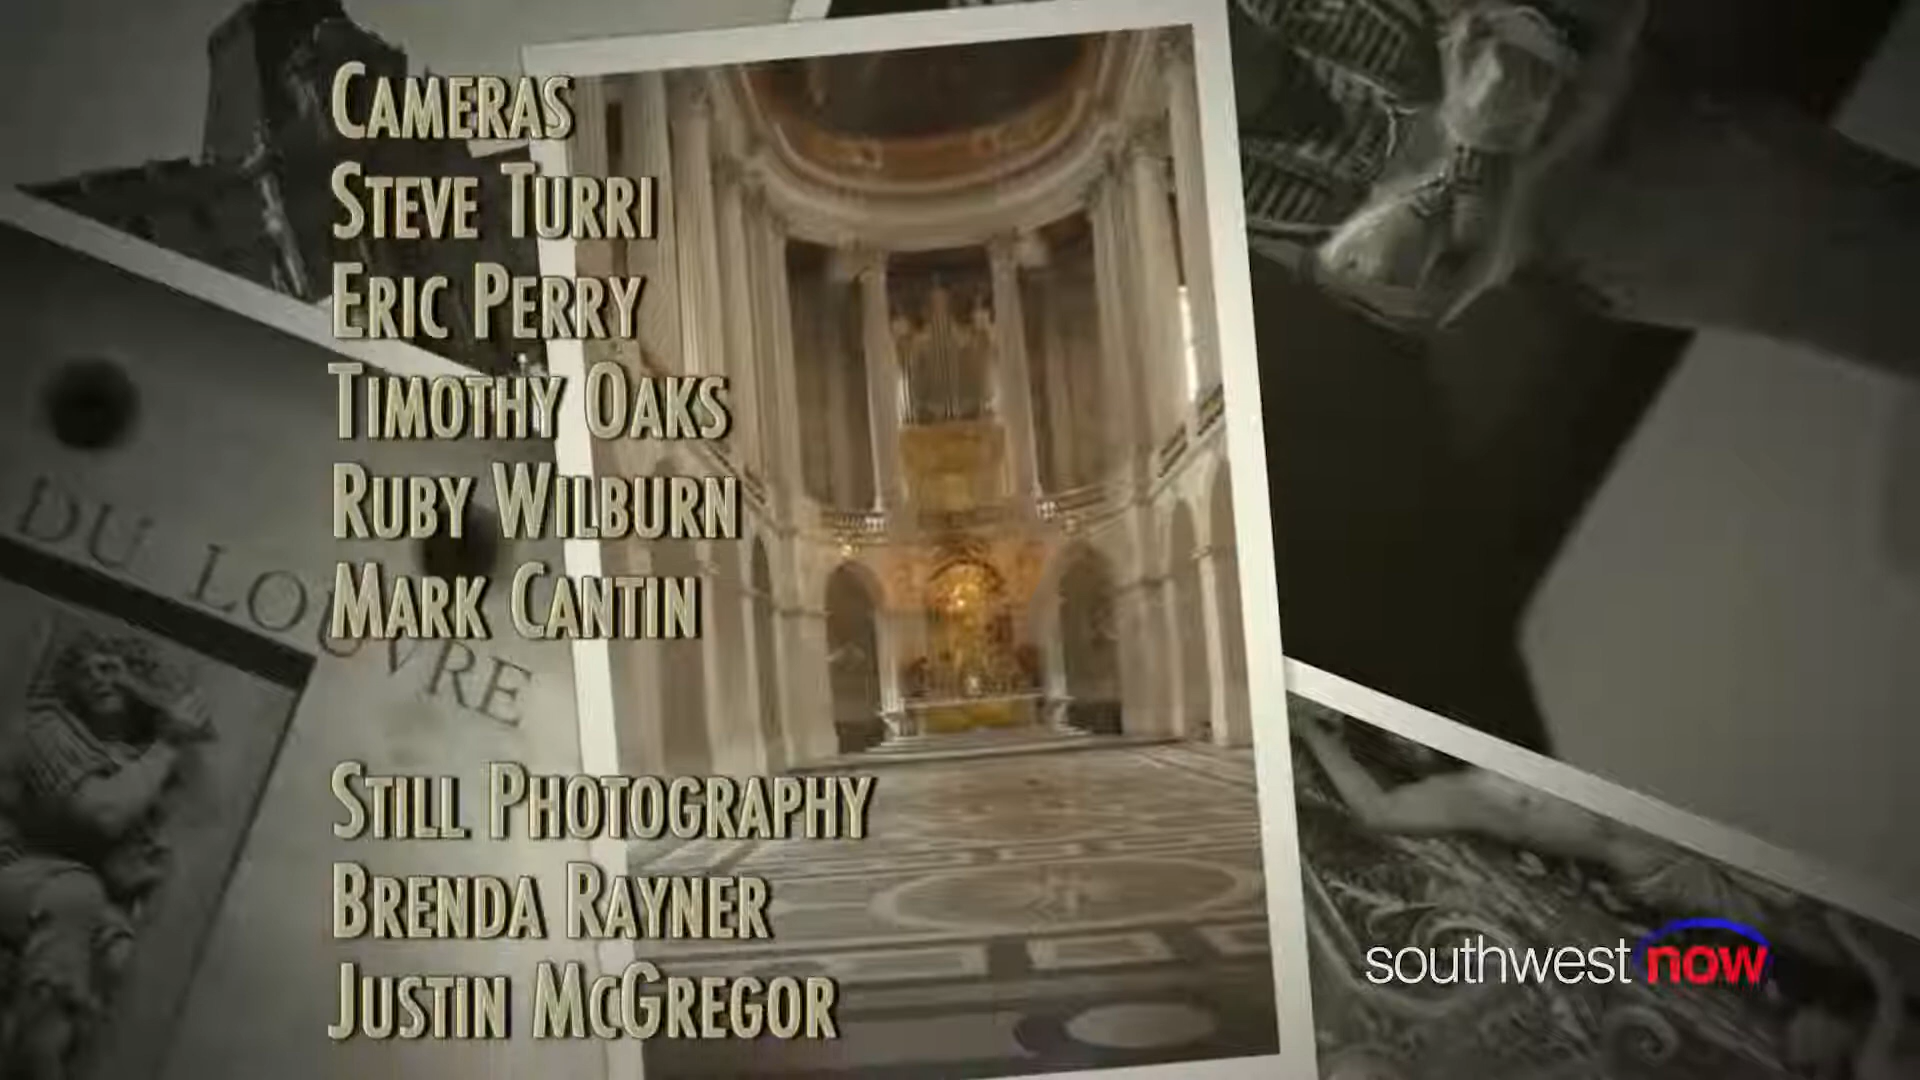 CAMERAS
STEVE TURRI
ERIC PERRY
TIMOTHY OAKS
RUBY WILBURN
MARK CANTIN
DU LOUVRE
STILL PHOTOGRAPHY
BRENDA RAYNER
JUSTIN MCGREGOR
southwest now